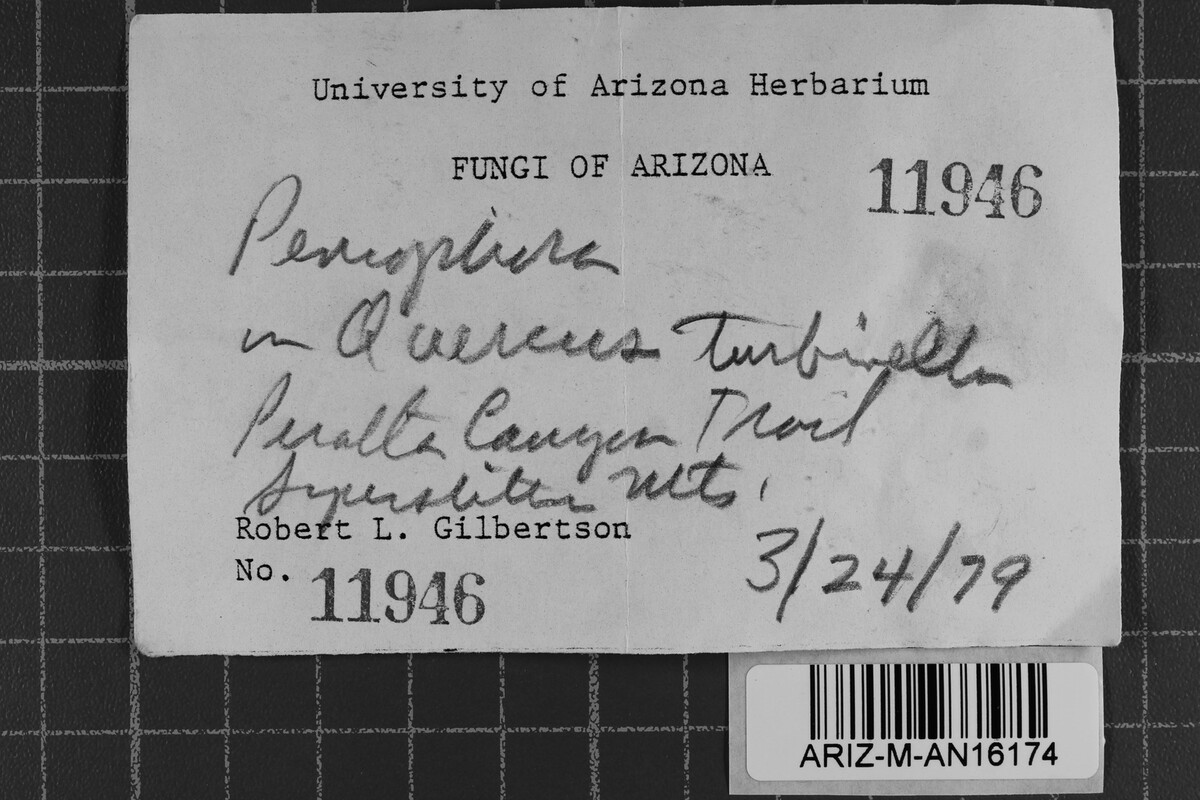 University of Arizona Herbarium
FUNGI OF ARIZONA
11946
Peniophora
on Quercus turbinella
Peralta Canyon Trail
Superstition Mts.
Robert L. Gilbertson
No. 11946
3/24/79
ARIZ-M-AN16174